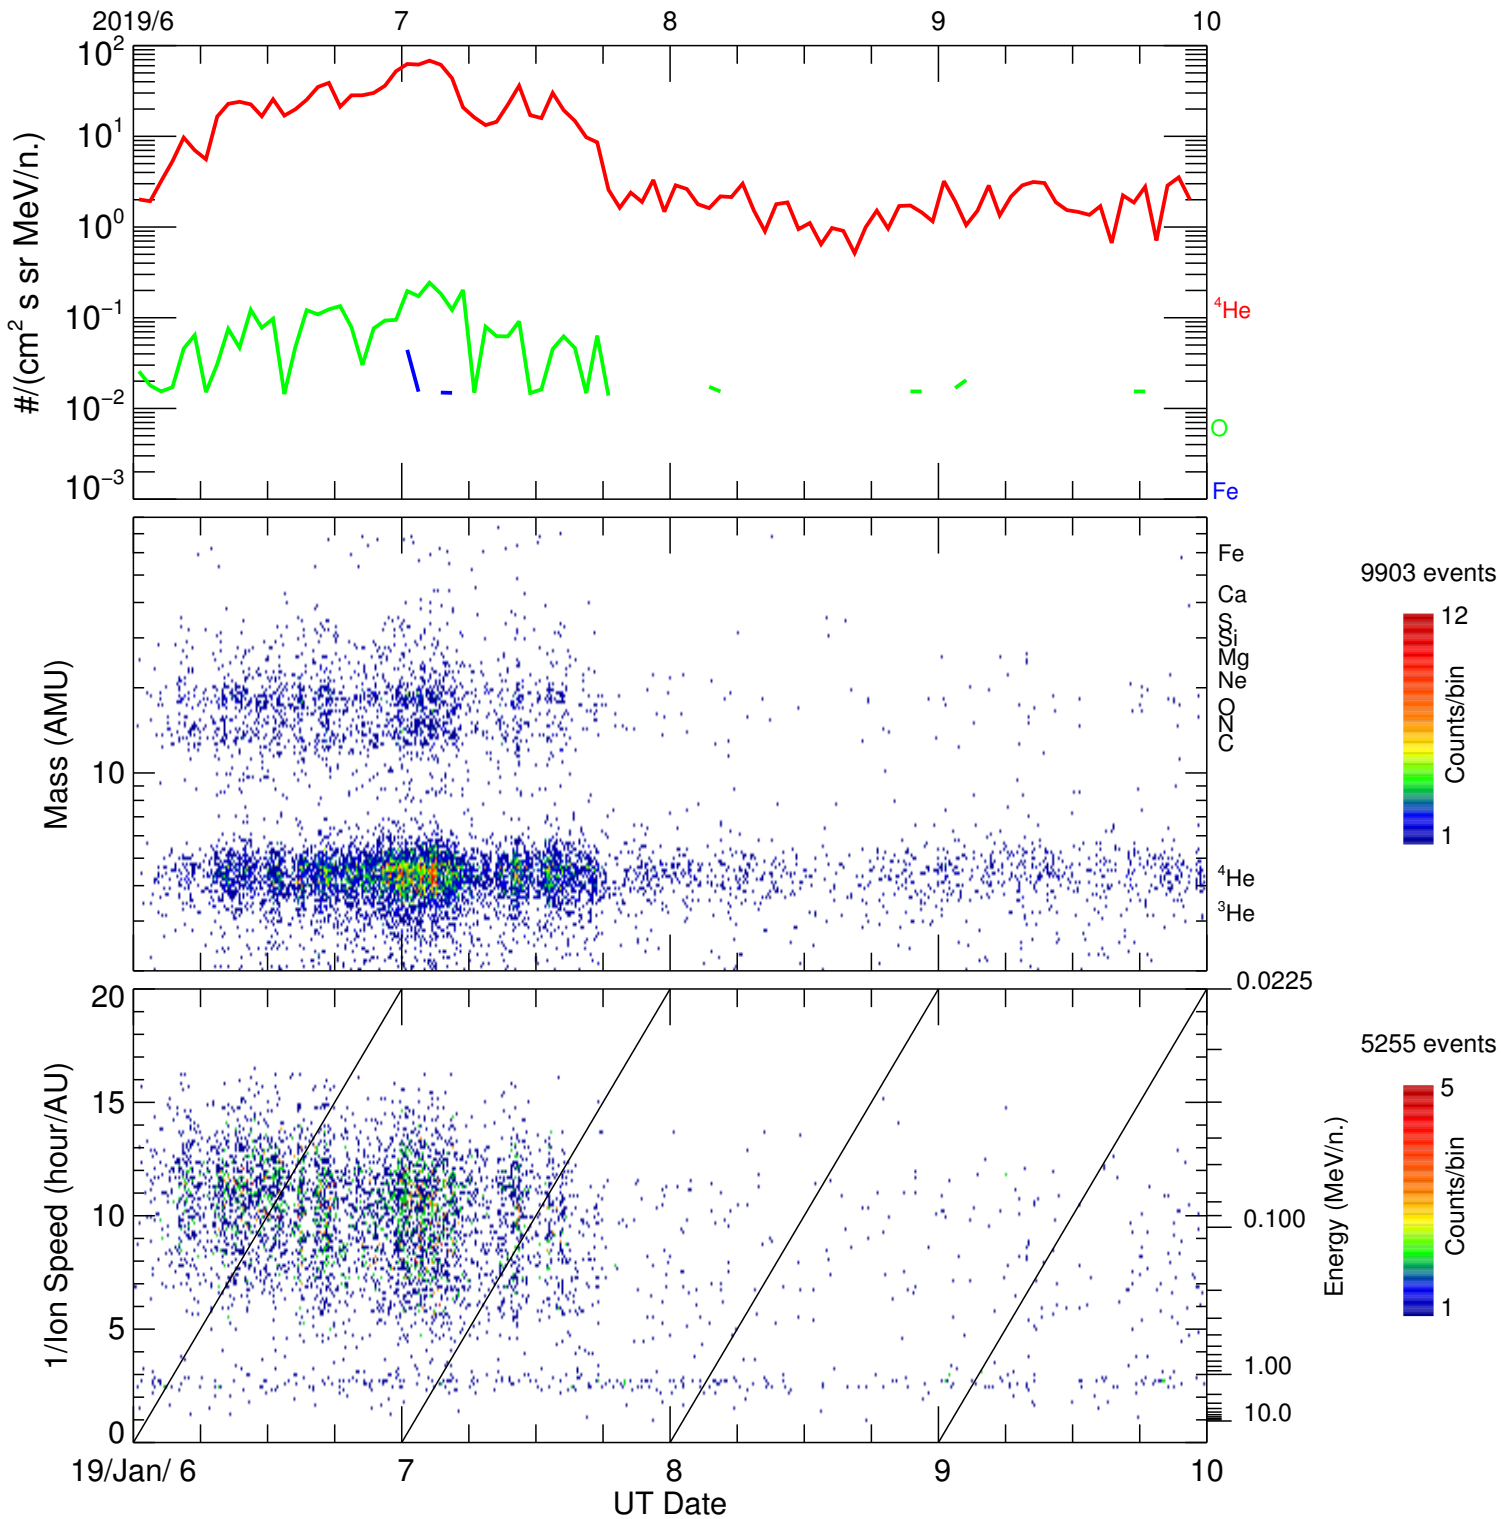 2019/6 7 8 9 10
10²
10¹
10⁰
10⁻¹
10⁻²
10⁻³
#/(cm² s sr MeV/n.)
⁴He
O
Fe
Mass (AMU)
10
Fe
Ca
S
Si
Mg
Ne
O
N
C
⁴He
³He
9903 events
12
Counts/bin
1
1/Ion Speed (hour/AU)
20
15
10
5
0
0.0225
0.100
1.00
10.0
Energy (MeV/n.)
5255 events
5
Counts/bin
1
19/Jan/ 6 7 8 9 10
UT Date